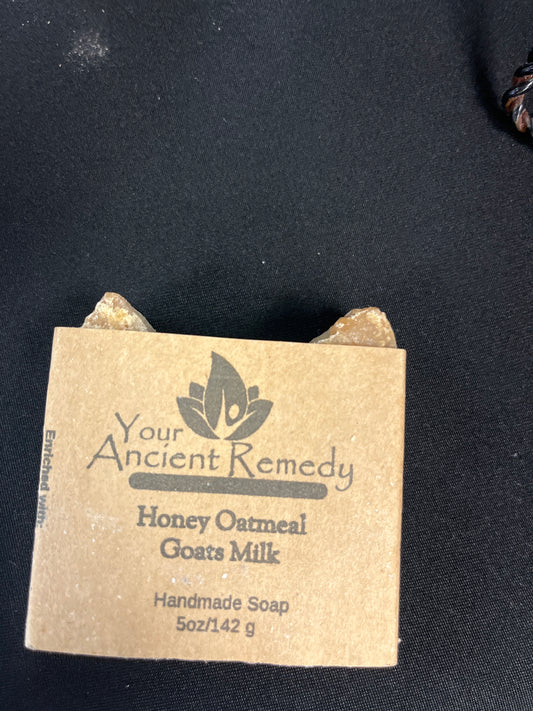 Your
Ancient Remedy
Honey Oatmeal
Goats Milk
Handmade Soap
5oz/142 g
Enriched with: